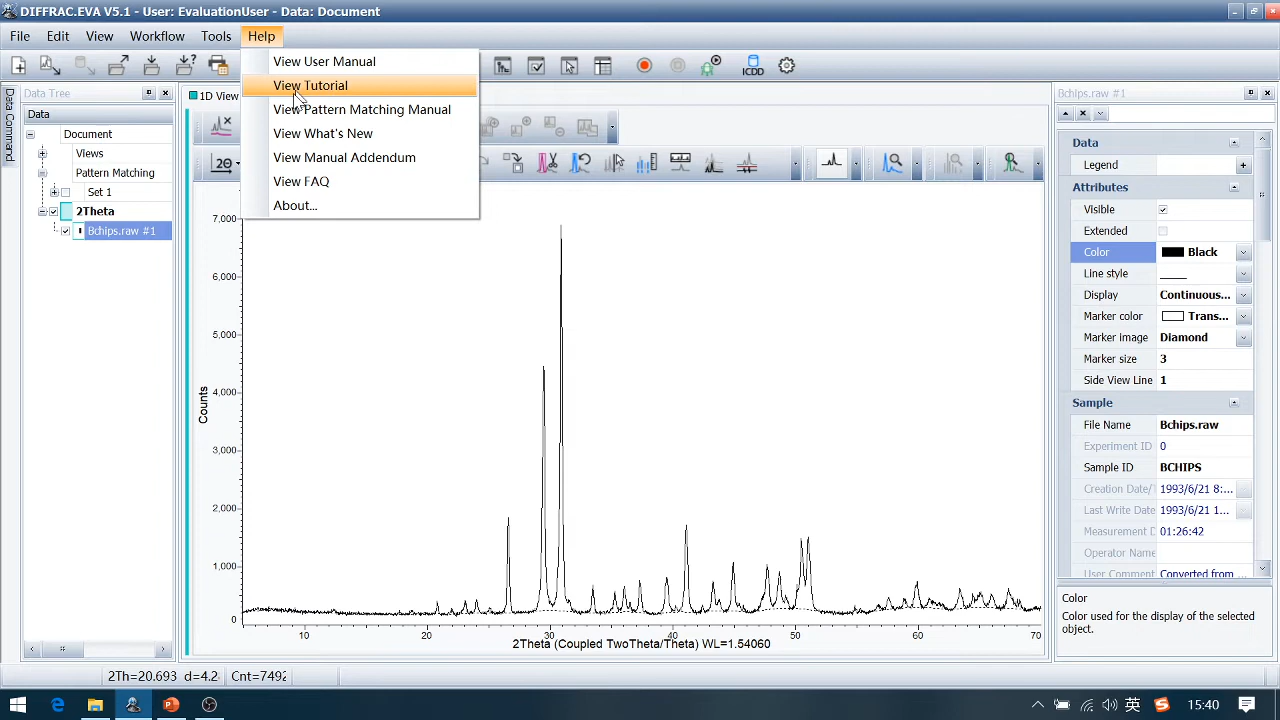 DIFFRAC.EVA V5.1 - User: EvaluationUser - Data: Document
File Edit View Workflow Tools Help
View User Manual
View Tutorial
View Pattern Matching Manual
View What's New
View Manual Addendum
View FAQ
About...
ICDD
Data Command
Data Tree
Data
Document
Views
Pattern Matching
Set 1
2Theta
Bchips.raw #1
1D View
2θ
7,000
6,000
5,000
4,000
3,000
2,000
1,000
0
Counts
10 20 30 40 50 60 70
2Theta (Coupled TwoTheta/Theta) WL=1.54060
Bchips.raw #1
Data
Legend
Attributes
Visible
Extended
Color Black
Line style
Display Continuous...
Marker color Trans...
Marker image Diamond
Marker size 3
Side View Line 1
Sample
File Name Bchips.raw
Experiment ID 0
Sample ID BCHIPS
Creation Date/ 1993/6/21 8:...
Last Write Date 1993/6/21 1...
Measurement D 01:26:42
Operator Name
User Comment Converted from
Color
Color used for the display of the selected
object.
2Th=20.693 d=4.2 Cnt=7492
英 15:40